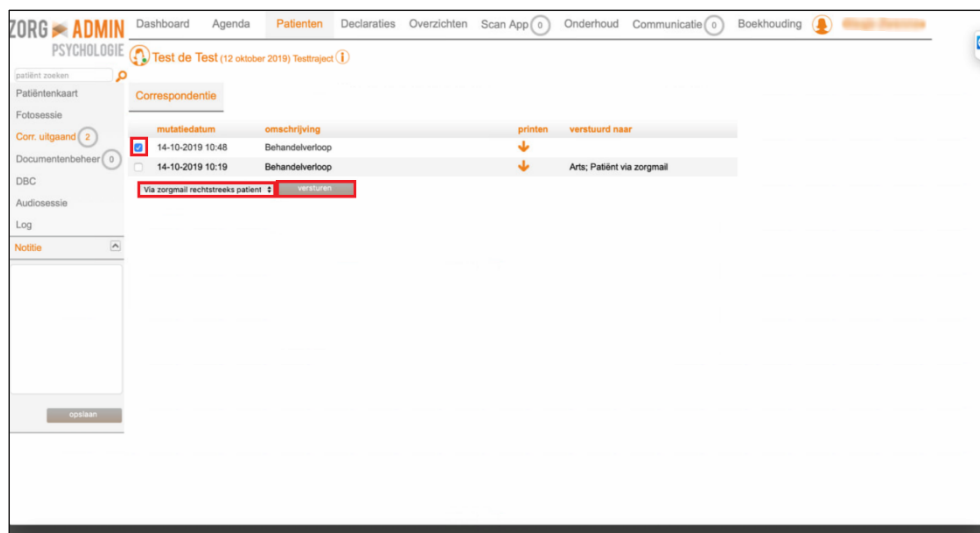 ZORG ADMIN
PSYCHOLOGIE
Dashboard Agenda Patienten Declaraties Overzichten Scan App 0 Onderhoud Communicatie 0 Boekhouding
Test de Test (12 oktober 2019) Testtraject i
patiënt zoeken
Patiëntenkaart
Fotosessie
Corr. uitgaand 2
Documentenbeheer 0
DBC
Audiosessie
Log
Notitie
opslaan
Correspondentie
mutatiedatum omschrijving printen verstuurd naar
14-10-2019 10:48 Behandelverloop
14-10-2019 10:19 Behandelverloop Arts; Patiënt via zorgmail
Via zorgmail rechtstreeks patient versturen